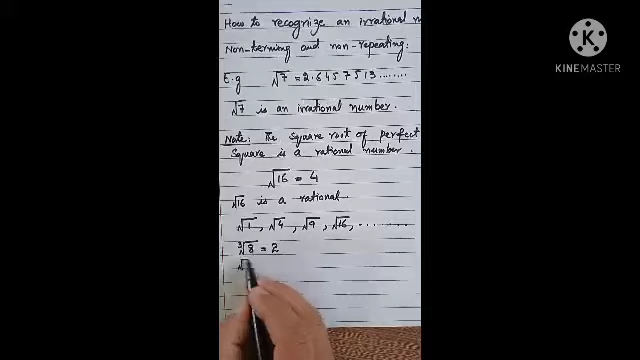 How to recognize an irrational n
Non-terming and non-repeating:
E.g √7 = 2.6457513........
√7 is an irrational number.
Note: The Square root of perfect
Square is a rational number.
√16 = 4
√16 is a rational
√1, √4, √9, √16, .........
∛8 = 2
√
K
KINEMASTER